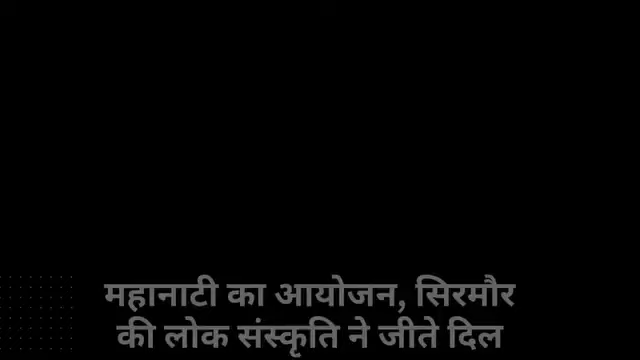 महानाटी का आयोजन, सिरमौर
की लोक संस्कृति ने जीते दिल